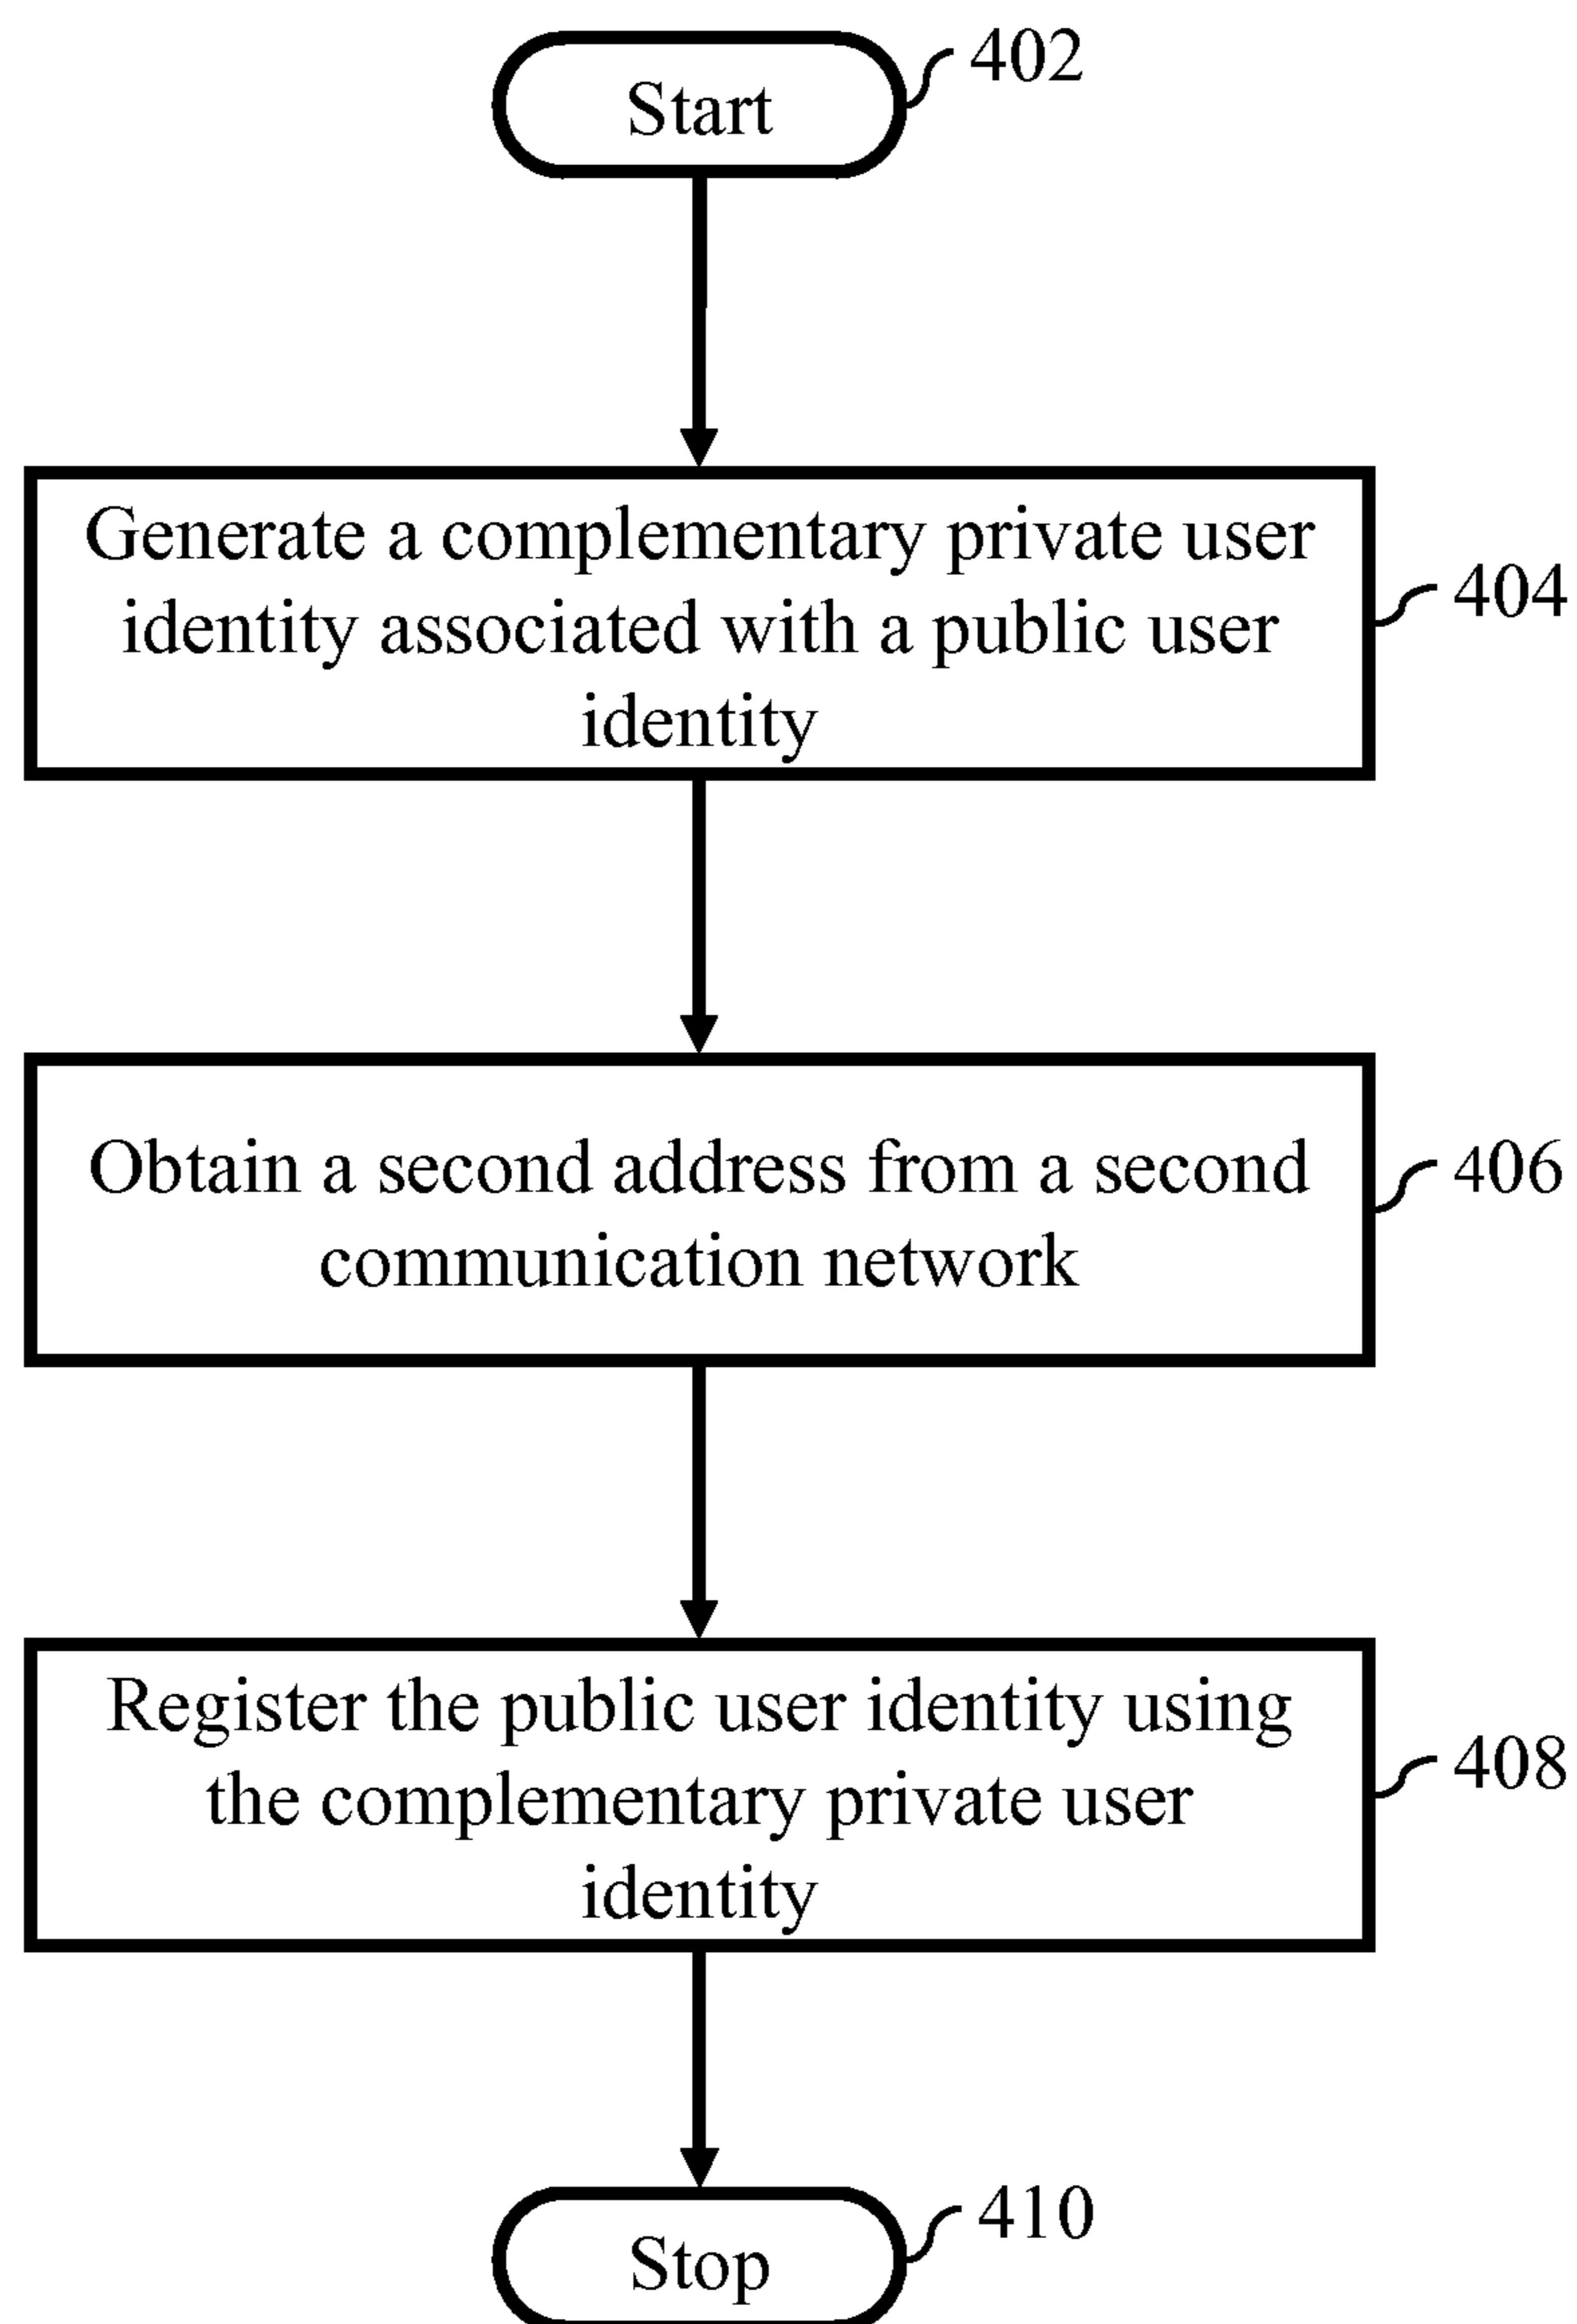 Start
402
Generate a complementary private user
identity associated with a public user
identity
404
Obtain a second address from a second
communication network
406
Register the public user identity using
the complementary private user
identity
408
Stop
410